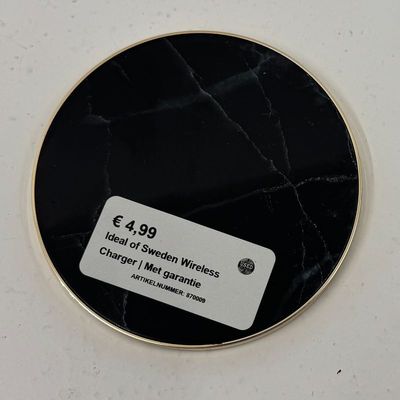 € 4,99
Ideal of Sweden Wireless
Charger | Met garantie
ARTIKELNUMMER: 870009